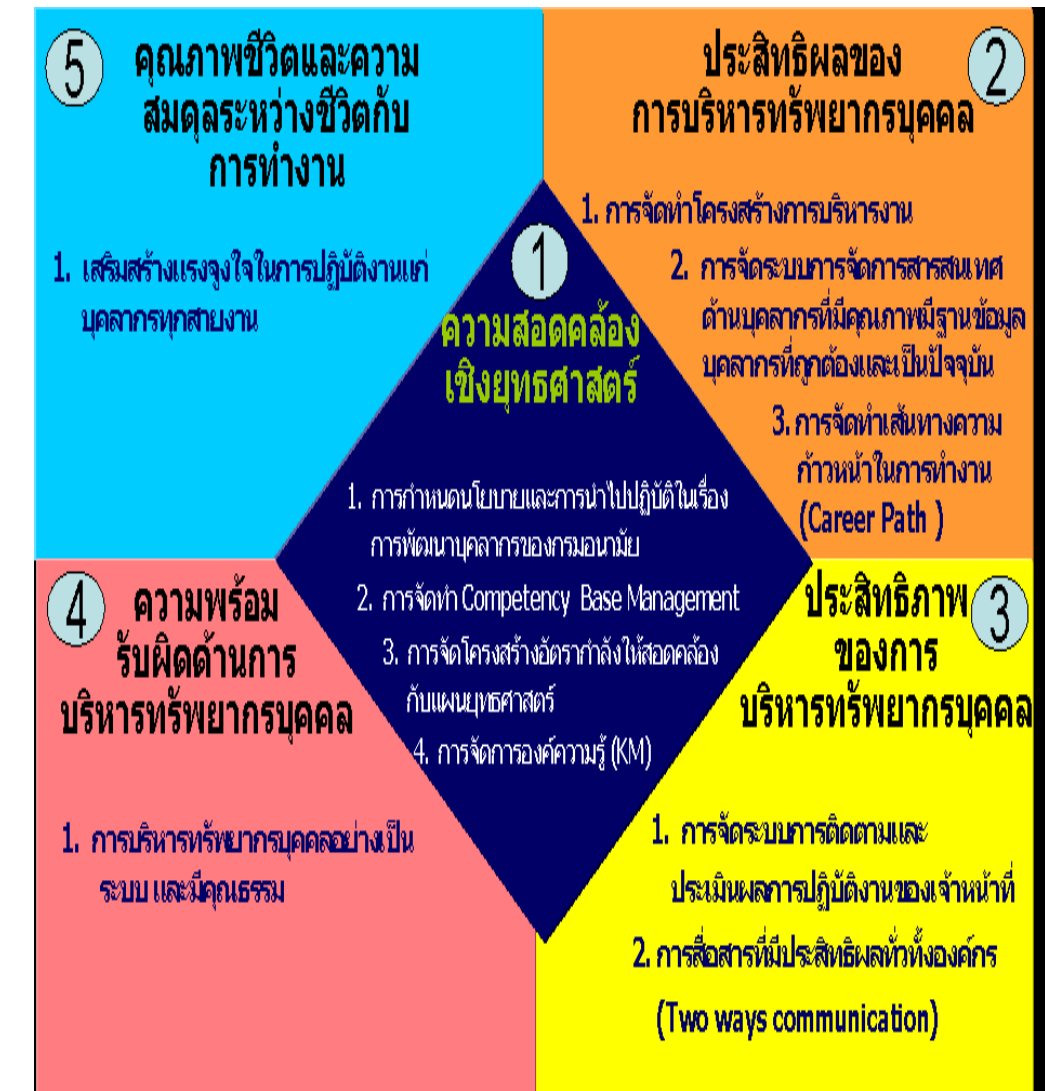 5
คุณภาพชีวิตและความ
สมดุลระหว่างชีวิตกับ
การทำงาน
1. เสริมสร้างแรงจูงใจในการปฏิบัติงานแก่
บุคลากรทุกสายงาน
2
ประสิทธิผลของ
การบริหารทรัพยากรบุคคล
1. การจัดทำโครงสร้างการบริหารงาน
2. การจัดระบบการจัดการสารสนเทศ
ด้านบุคลากรที่มีคุณภาพมีฐานข้อมูล
บุคลากรที่ถูกต้องและเป็นปัจจุบัน
3. การจัดทำเส้นทางความ
ก้าวหน้าในการทำงาน
(Career Path )
1
ความสอดคล้อง
เชิงยุทธศาสตร์
1. การกำหนดนโยบายและการนำไปปฏิบัติในเรื่อง
การพัฒนาบุคลากรของกรมอนามัย
2. การจัดทำ Competency Base Management
3. การจัดโครงสร้างอัตรากำลังให้สอดคล้อง
กับแผนยุทธศาสตร์
4. การจัดการองค์ความรู้ (KM)
4
ความพร้อม
รับผิดด้านการ
บริหารทรัพยากรบุคคล
1. การบริหารทรัพยากรบุคคลอย่างเป็น
ระบบ และมีคุณธรรม
3
ประสิทธิภาพ
ของการ
บริหารทรัพยากรบุคคล
1. การจัดระบบการติดตามและ
ประเมินผลการปฏิบัติงานของเจ้าหน้าที่
2. การสื่อสารที่มีประสิทธิผลทั่วทั้งองค์กร
(Two ways communication)